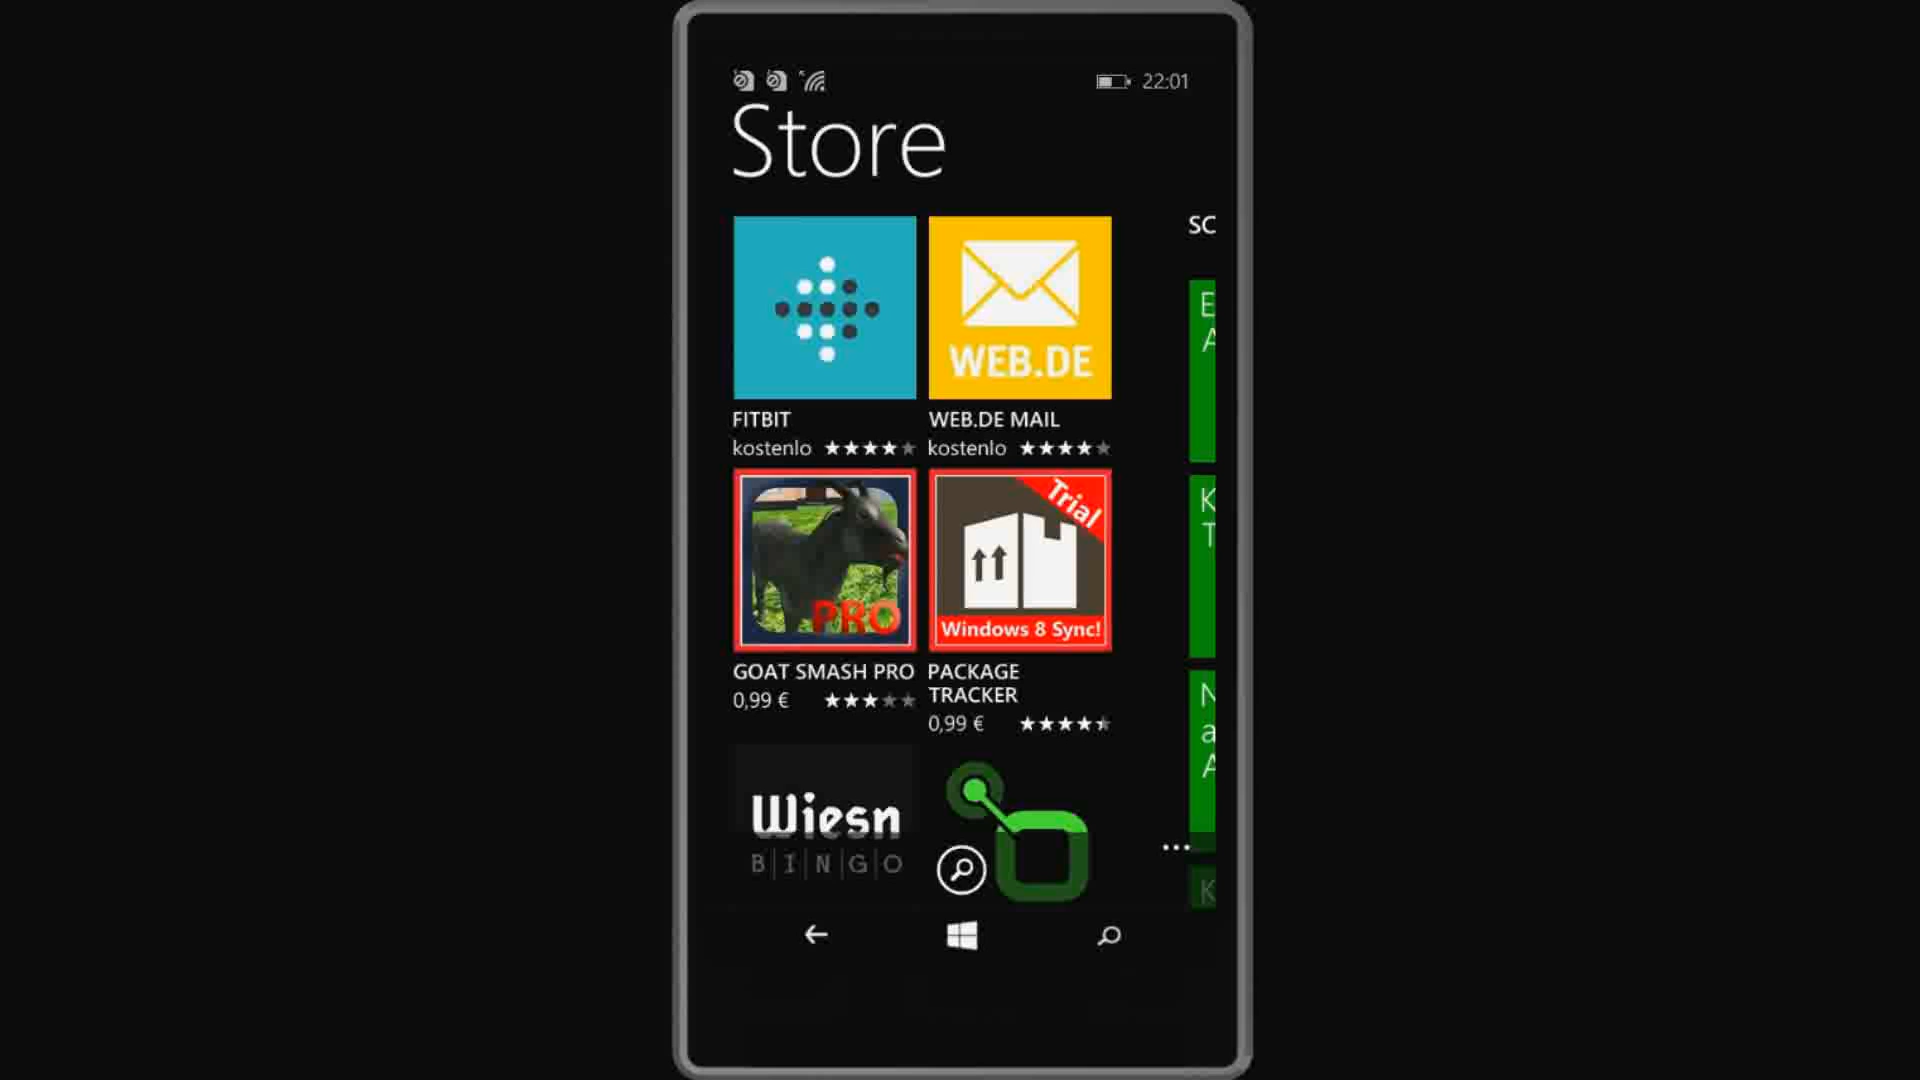 22:01
Store
SC
WEB.DE
E
A
FITBIT
WEB.DE MAIL
kostenlo
kostenlo
K
T
PRO
Trial
Windows 8 Sync!
GOAT SMASH PRO
PACKAGE
TRACKER
0,99 €
0,99 €
N
a
A
Wiesn
BINGO
K